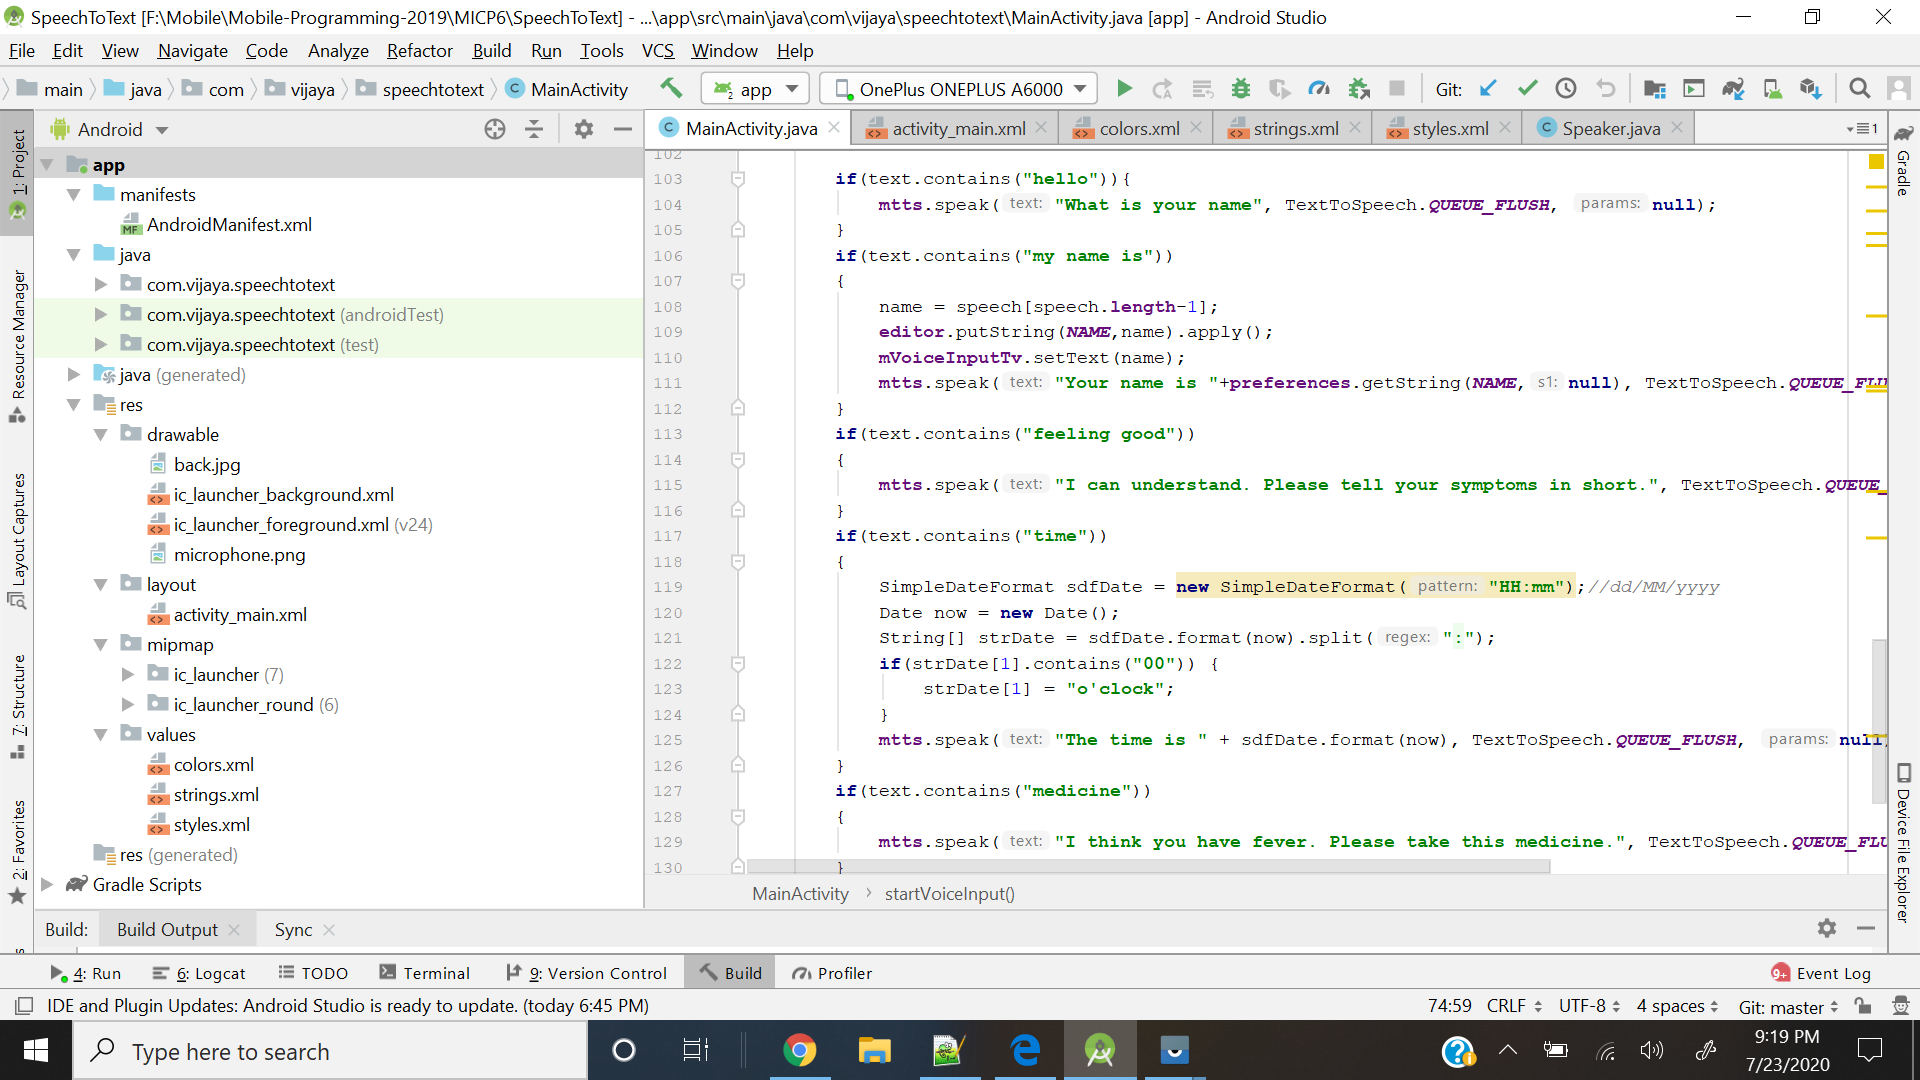 SpeechToText [F:\Mobile\Mobile-Programming-2019\MICP6\SpeechToText] - ...\app\src\main\java\com\vijaya\speechtotext\MainActivity.java [app] - Android Studio
File Edit View Navigate Code Analyze Refactor Build Run Tools VCS Window Help
main java com vijaya speechtotext MainActivity app OnePlus ONEPLUS A6000 Git:
Android
MainActivity.java activity_main.xml colors.xml strings.xml styles.xml Speaker.java 1
1: Project
Resource Manager
Layout Captures
7: Structure
2: Favorites
app
manifests
AndroidManifest.xml
java
com.vijaya.speechtotext
com.vijaya.speechtotext (androidTest)
com.vijaya.speechtotext (test)
java (generated)
res
drawable
back.jpg
ic_launcher_background.xml
ic_launcher_foreground.xml (v24)
microphone.png
layout
activity_main.xml
mipmap
ic_launcher (7)
ic_launcher_round (6)
values
colors.xml
strings.xml
styles.xml
res (generated)
Gradle Scripts
102
103 if(text.contains("hello")){
104 mtts.speak( text: "What is your name", TextToSpeech.QUEUE_FLUSH, params: null);
105 }
106 if(text.contains("my name is"))
107 {
108 name = speech[speech.length-1];
109 editor.putString(NAME,name).apply();
110 mVoiceInputTv.setText(name);
111 mtts.speak( text: "Your name is "+preferences.getString(NAME, s1: null), TextToSpeech.QUEUE_FLU
112 }
113 if(text.contains("feeling good"))
114 {
115 mtts.speak( text: "I can understand. Please tell your symptoms in short.", TextToSpeech.QUEUE_
116 }
117 if(text.contains("time"))
118 {
119 SimpleDateFormat sdfDate = new SimpleDateFormat( pattern: "HH:mm");//dd/MM/yyyy
120 Date now = new Date();
121 String[] strDate = sdfDate.format(now).split( regex: ":");
122 if(strDate[1].contains("00")) {
123 strDate[1] = "o'clock";
124 }
125 mtts.speak( text: "The time is " + sdfDate.format(now), TextToSpeech.QUEUE_FLUSH, params: null
126 }
127 if(text.contains("medicine"))
128 {
129 mtts.speak( text: "I think you have fever. Please take this medicine.", TextToSpeech.QUEUE_FLU
130 }
MainActivity startVoiceInput()
Gradle
Device File Explorer
Build: Build Output Sync
4: Run 6: Logcat TODO Terminal 9: Version Control Build Profiler 9+ Event Log
IDE and Plugin Updates: Android Studio is ready to update. (today 6:45 PM) 74:59 CRLF UTF-8 4 spaces Git: master
Type here to search
9:19 PM
7/23/2020